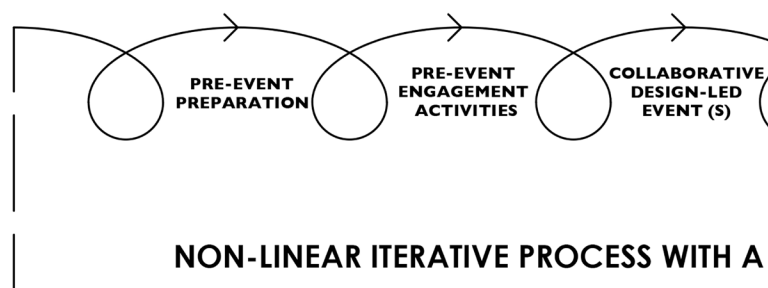 PRE-EVENT
PREPARATION
PRE-EVENT
ENGAGEMENT
ACTIVITIES
COLLABORATIVE
DESIGN-LED
EVENT (S)
NON-LINEAR ITERATIVE PROCESS WITH A